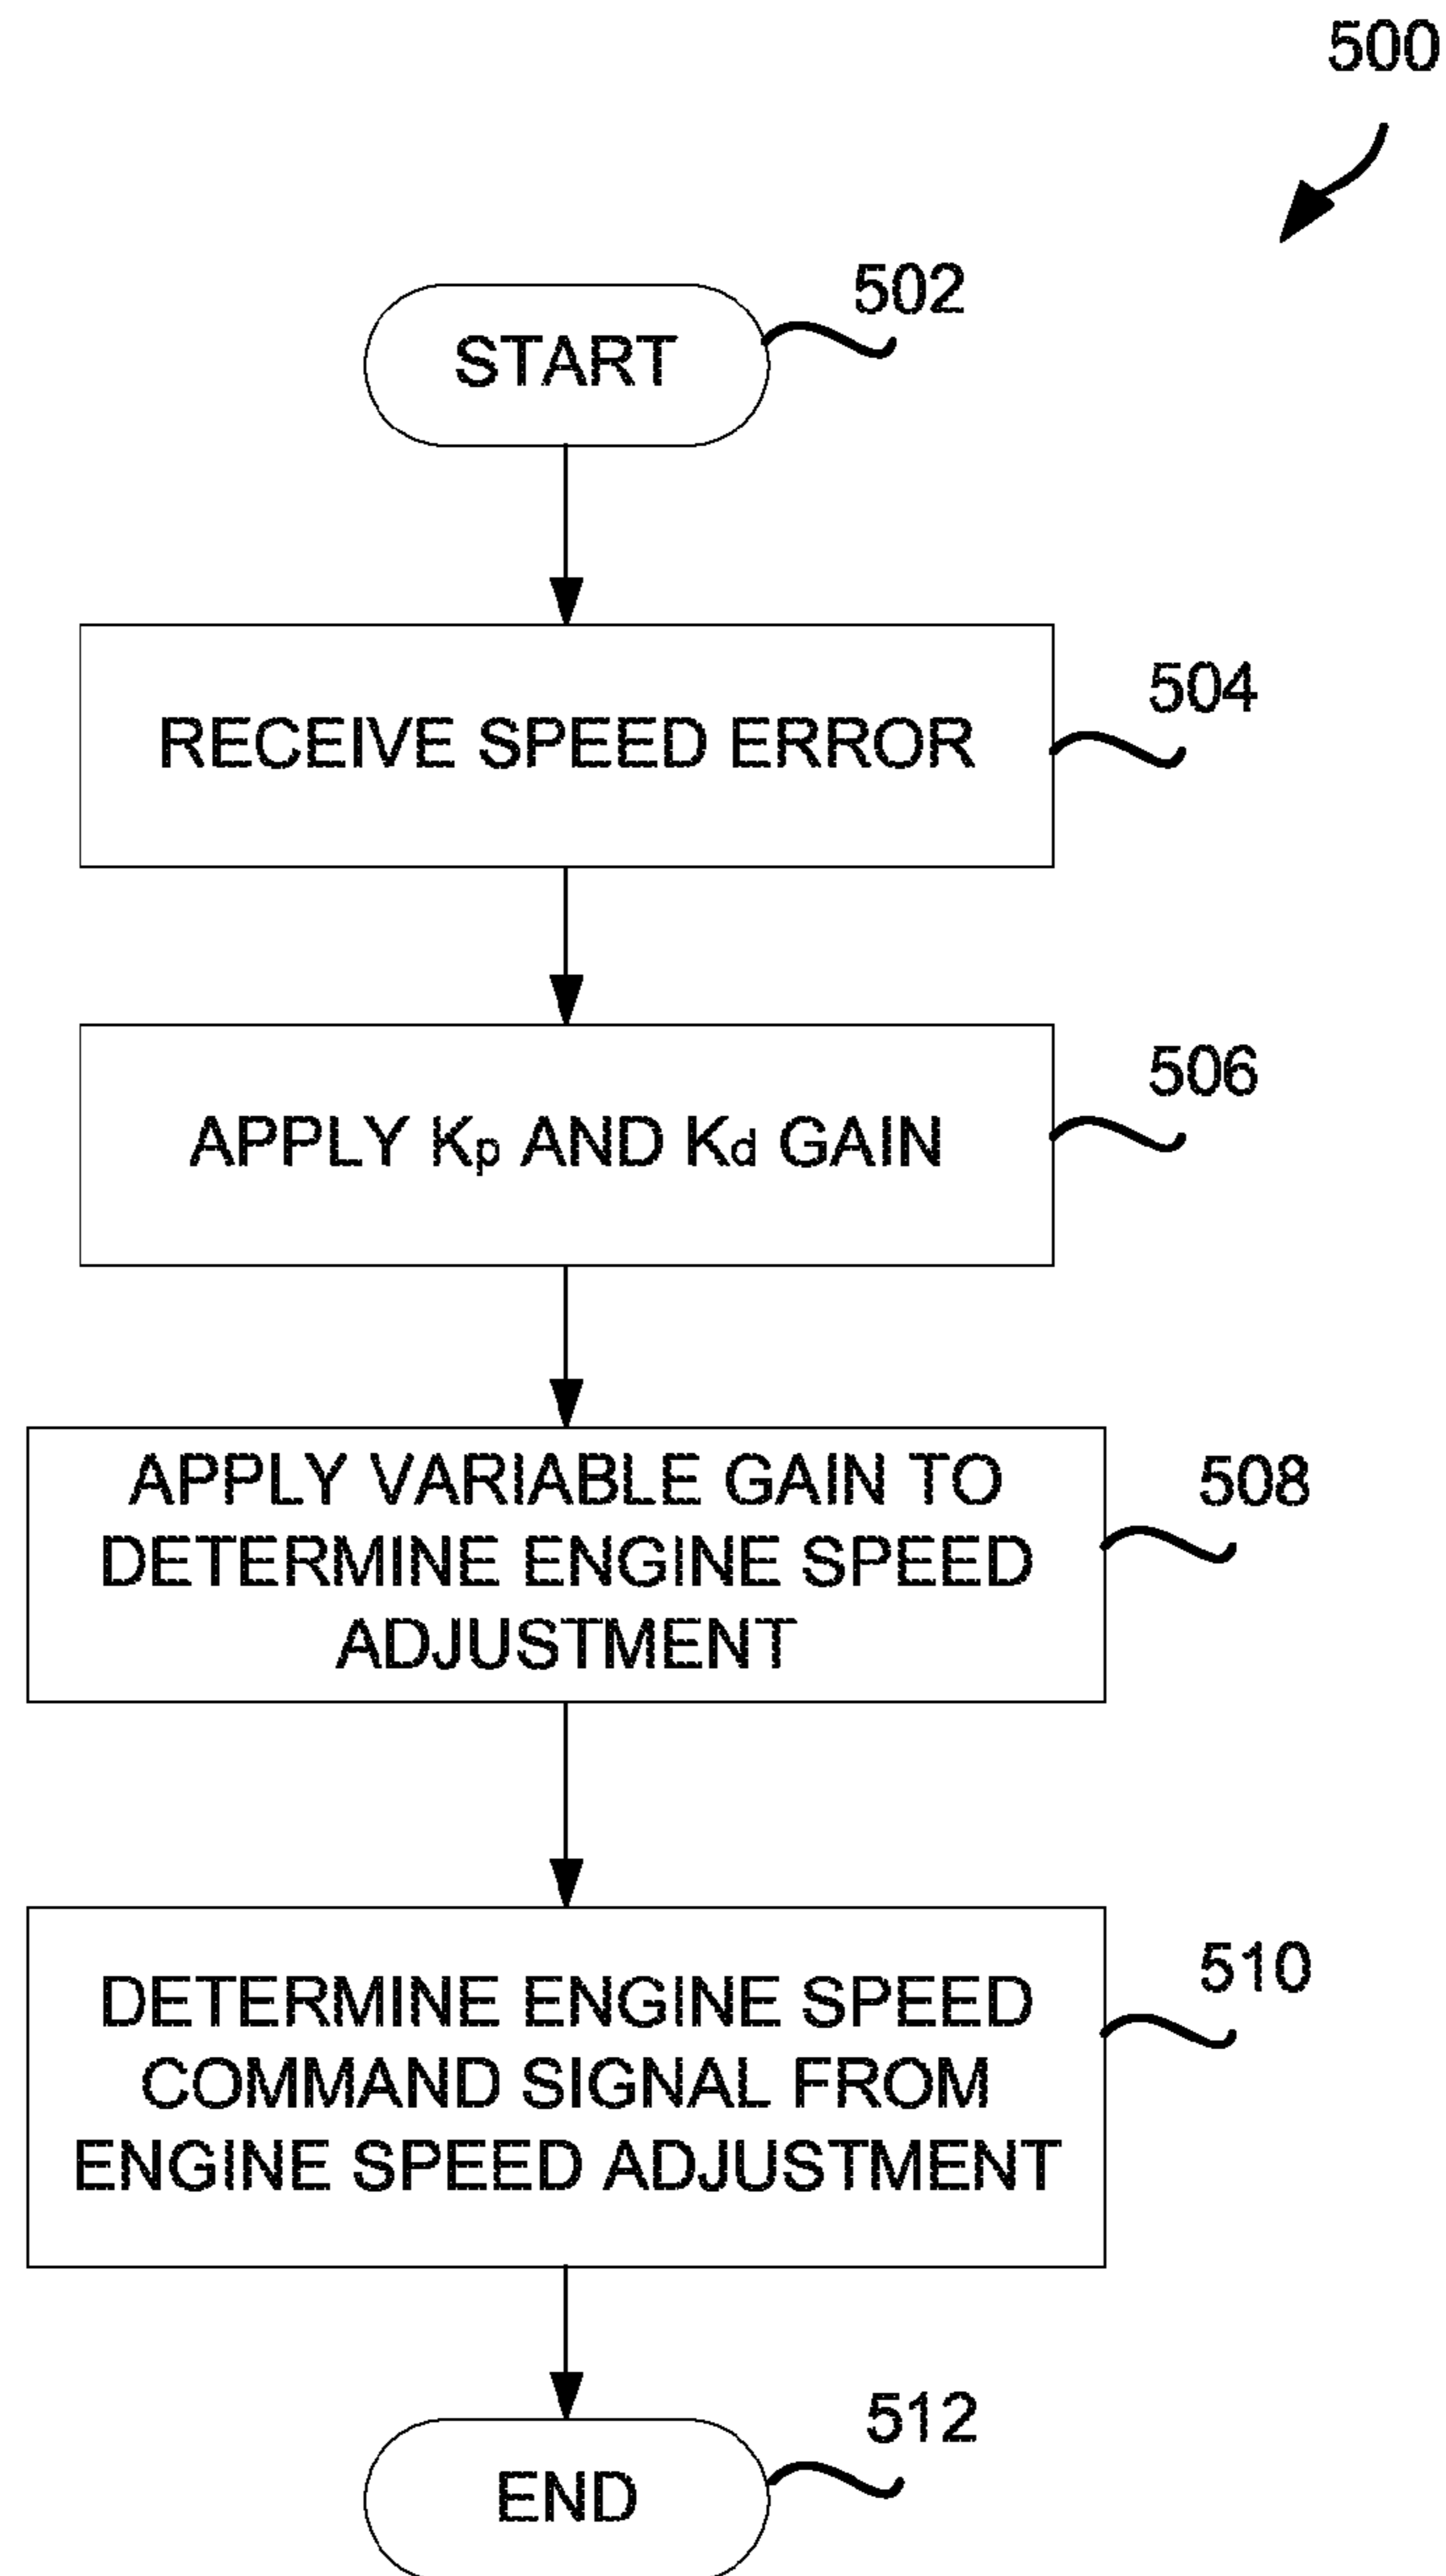 500
502
START
504
RECEIVE SPEED ERROR
506
APPLY Kp AND Kd GAIN
508
APPLY VARIABLE GAIN TO
DETERMINE ENGINE SPEED
ADJUSTMENT
510
DETERMINE ENGINE SPEED
COMMAND SIGNAL FROM
ENGINE SPEED ADJUSTMENT
512
END